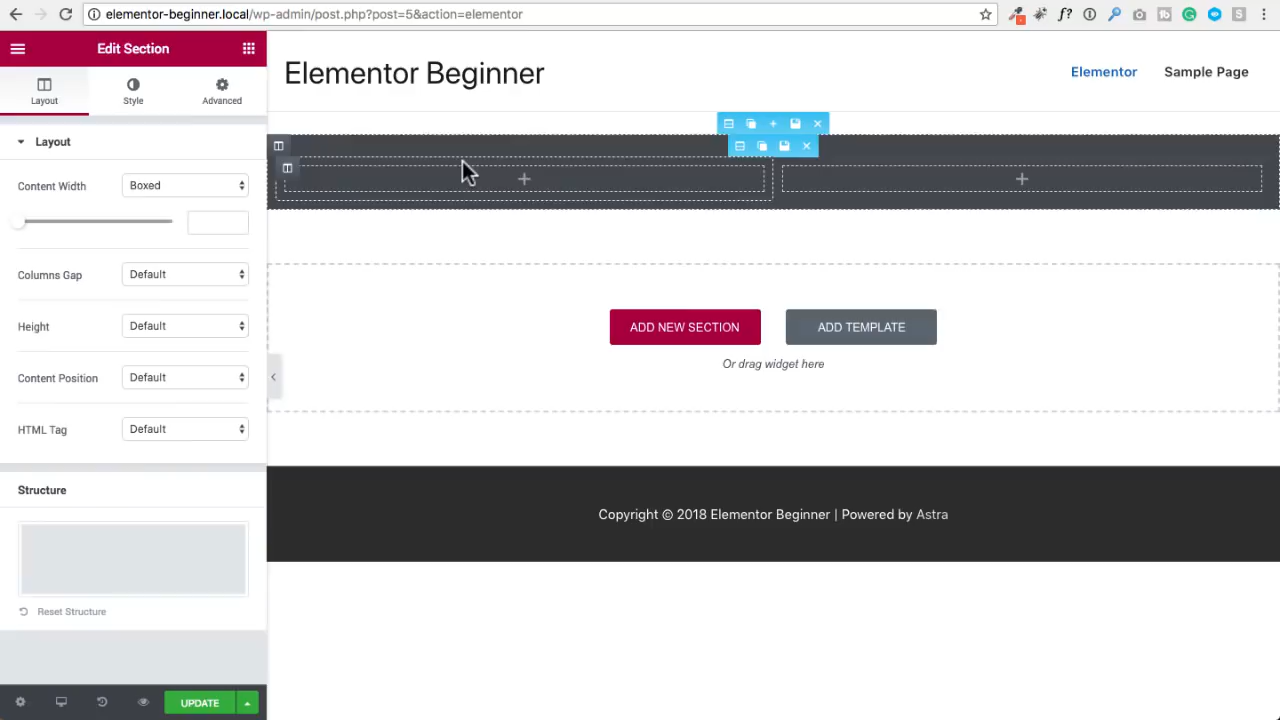 elementor-beginner.local/wp-admin/post.php?post=5&action=elementor
Edit Section
Layout
Style
Advanced
Layout
Content Width
Boxed
Columns Gap
Default
Height
Default
Content Position
Default
HTML Tag
Default
Structure
Reset Structure
UPDATE
Elementor Beginner
Elementor
Sample Page
ADD NEW SECTION
ADD TEMPLATE
Or drag widget here
Copyright © 2018 Elementor Beginner | Powered by Astra